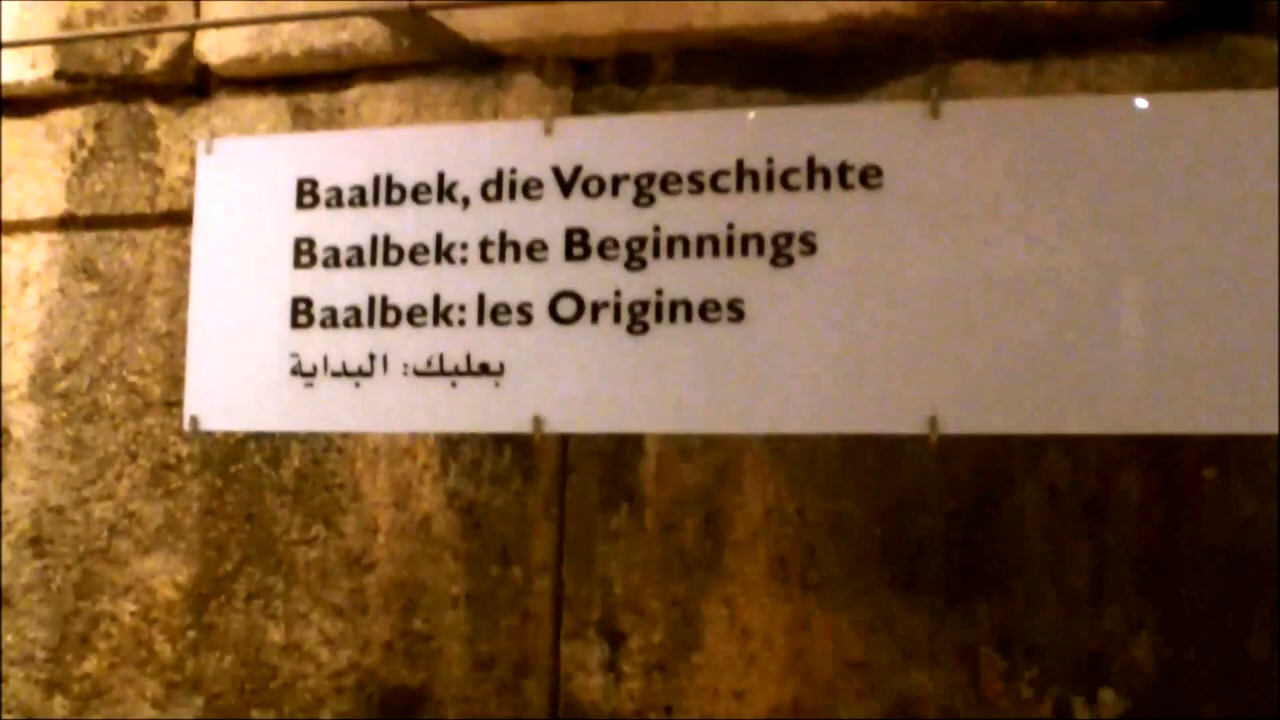 Baalbek, die Vorgeschichte
Baalbek: the Beginnings
Baalbek: les Origines
بعلبك: البداية